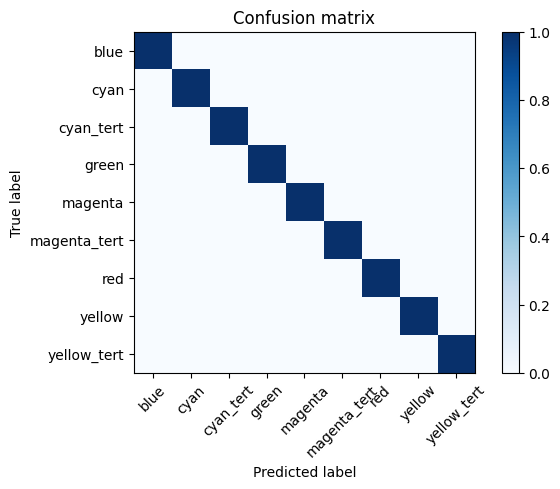 Confusion matrix
True label
blue
cyan
cyan_tert
green
magenta
magenta_tert
red
yellow
yellow_tert
blue
cyan
cyan_tert
green
magenta
magenta_tert
red
yellow
yellow_tert
Predicted label
1.0
0.8
0.6
0.4
0.2
0.0